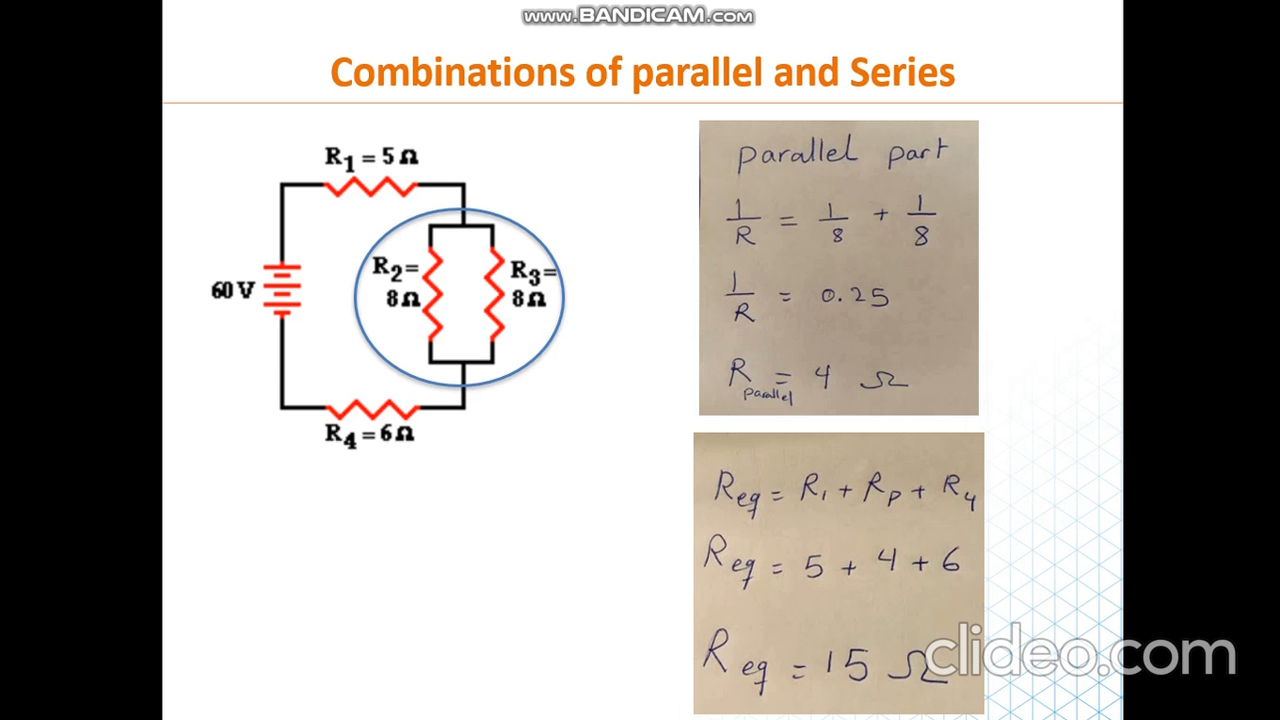 www.BANDICAM.com
Combinations of parallel and Series
R1 = 5 Ω
60 V
R2 =
8 Ω
R3 =
8 Ω
R4 = 6 Ω
parallel part
1/R = 1/8 + 1/8
1/R = 0.25
R parallel = 4 Ω
Req = R1 + Rp + R4
Req = 5 + 4 + 6
Req = 15 Ω
clideo.com